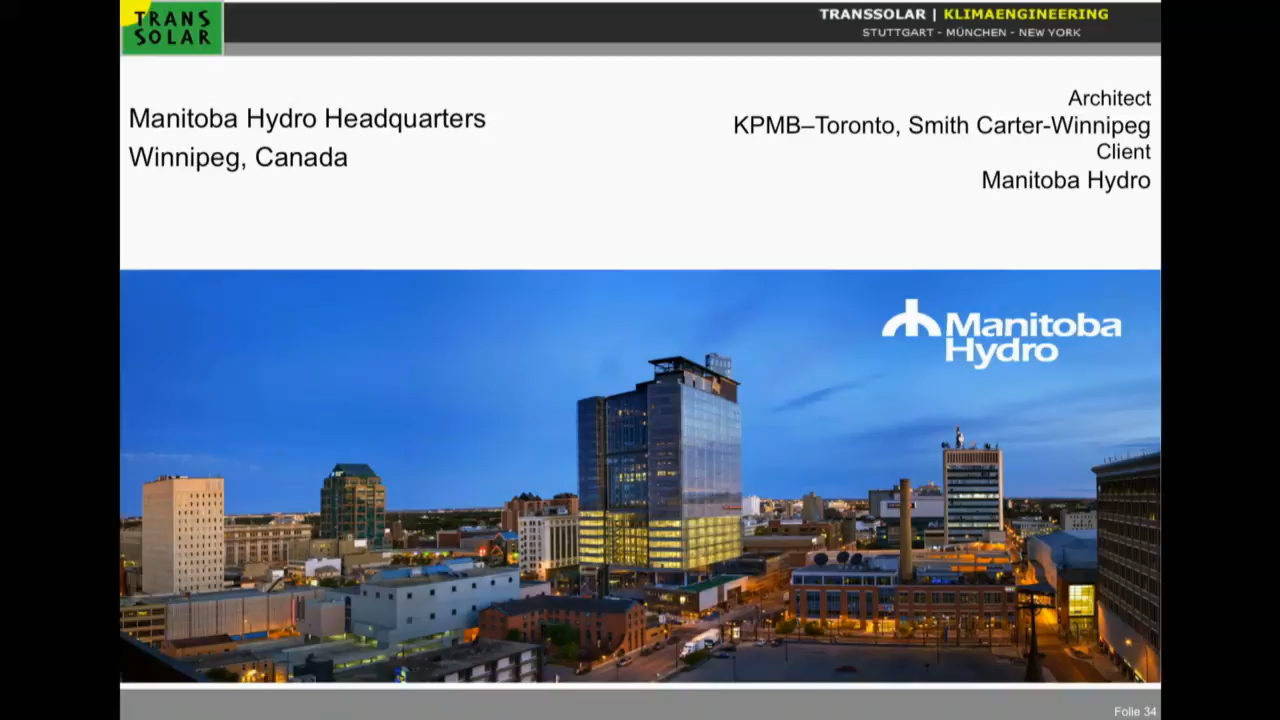 TRANS
SOLAR
TRANSSOLAR | KLIMAENGINEERING
STUTTGART - MÜNCHEN - NEW YORK
Manitoba Hydro Headquarters
Winnipeg, Canada
Architect
KPMB–Toronto, Smith Carter-Winnipeg
Client
Manitoba Hydro
Manitoba
Hydro
Folie 34